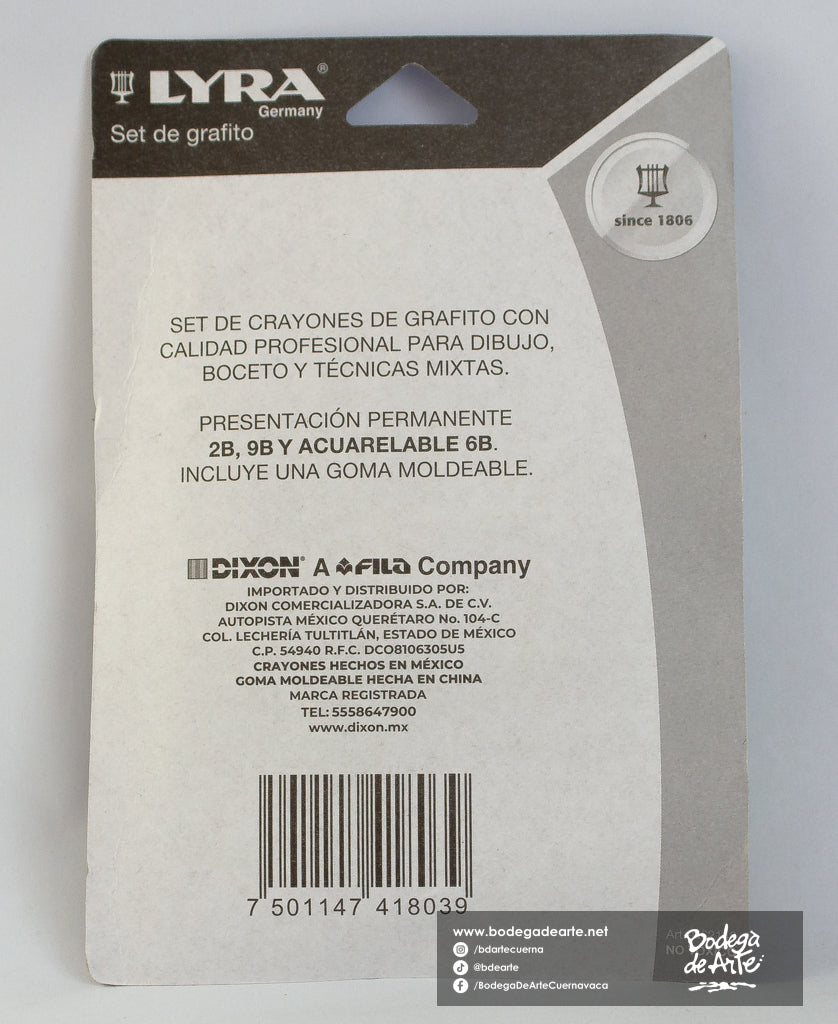 LYRA®
Germany
Set de grafito
since 1806
SET DE CRAYONES DE GRAFITO CON
CALIDAD PROFESIONAL PARA DIBUJO,
BOCETO Y TÉCNICAS MIXTAS.
PRESENTACIÓN PERMANENTE
2B, 9B Y ACUARELABLE 6B.
INCLUYE UNA GOMA MOLDEABLE.
DIXON® A FILA Company
IMPORTADO Y DISTRIBUIDO POR:
DIXON COMERCIALIZADORA S.A. DE C.V.
AUTOPISTA MÉXICO QUERÉTARO No. 104-C
COL. LECHERÍA TULTITLÁN, ESTADO DE MÉXICO
C.P. 54940 R.F.C. DCO8106305U5
CRAYONES HECHOS EN MÉXICO
GOMA MOLDEABLE HECHA EN CHINA
MARCA REGISTRADA
TEL: 5558647900
www.dixon.mx
7 501147 418039
www.bodegadearte.net
/bdartecuerna
@bdearte
/BodegaDeArteCuernavaca
Bodega
de Arte
NO